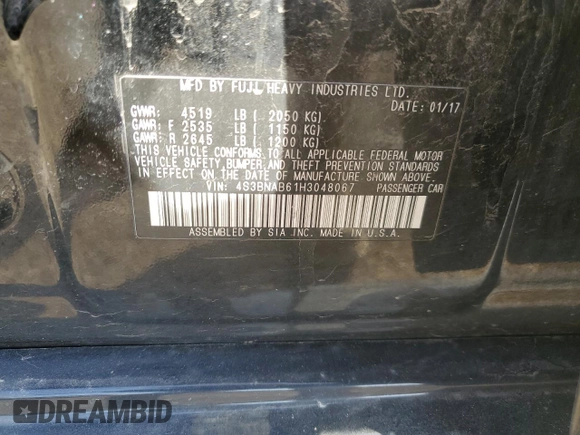 MFD BY FUJI HEAVY INDUSTRIES LTD.
DATE: 01/17
GVWR: 4519 LB ( 2050 KG)
GAWR: F 2535 LB ( 1150 KG)
GAWR: R 2645 LB ( 1200 KG)
THIS VEHICLE CONFORMS TO ALL APPLICABLE FEDERAL MOTOR
VEHICLE SAFETY, BUMPER, AND THEFT PREVENTION STANDARDS IN EFFECT
ON THE DATE OF MANUFACTURE SHOWN ABOVE.
VIN: 4S3BNAB61H3048067 PASSENGER CAR
ASSEMBLED BY SIA INC. MADE IN U.S.A.
DREAMBID